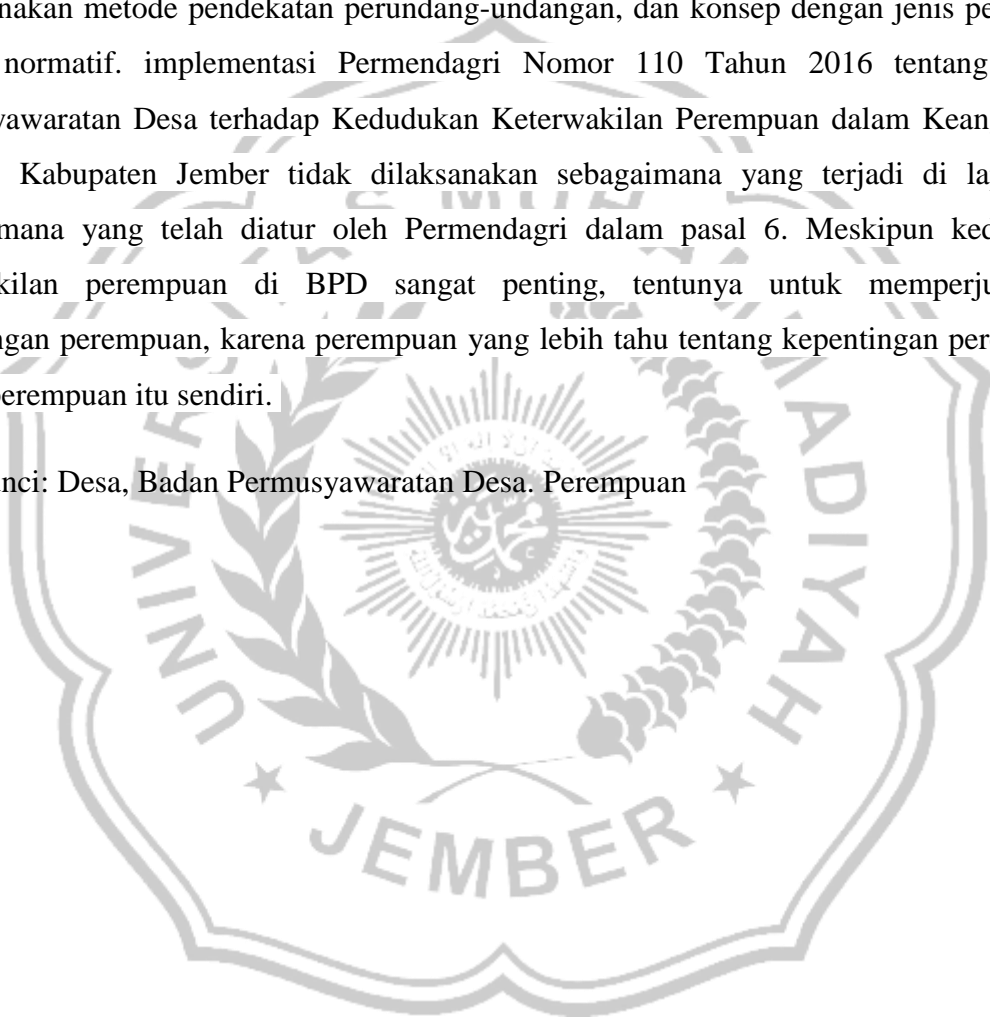 nakan metode pendekatan perundang-undangan, dan konsep dengan jenis pe
normatif. implementasi Permendagri Nomor 110 Tahun 2016 tentang
yawaratan Desa terhadap Kedudukan Keterwakilan Perempuan dalam Kean
Kabupaten Jember tidak dilaksanakan sebagaimana yang terjadi di la
mana yang telah diatur oleh Permendagri dalam pasal 6. Meskipun ked
kilan perempuan di BPD sangat penting, tentunya untuk memperju
ngan perempuan, karena perempuan yang lebih tahu tentang kepentingan per
perempuan itu sendiri.
unci: Desa, Badan Permusyawaratan Desa. Perempuan
JEMBER